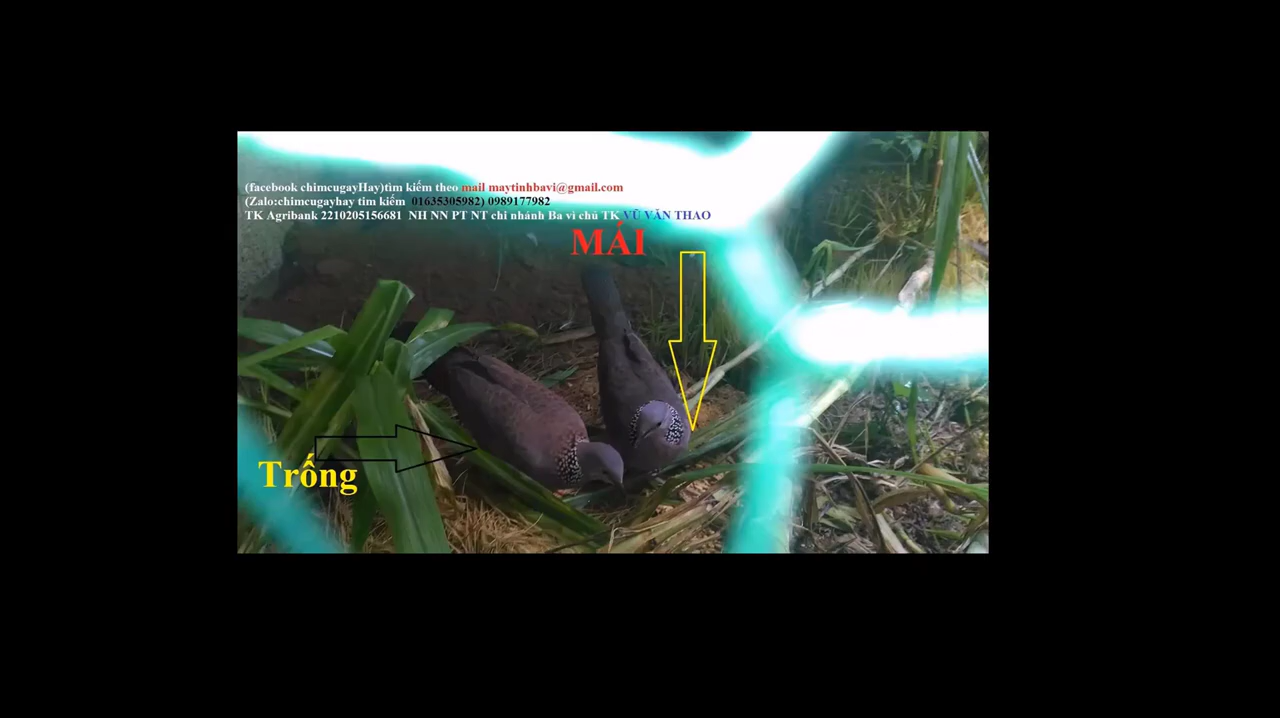 (facebook chimcugayHay)tìm kiếm theo mail maytinhbavi@gmail.com
(Zalo:chimcugayhay tìm kiếm 01635305982) 0989177982
TK Agribank 2210205156681 NH NN PT NT chi nhánh Ba vì chủ TK VŨ VĂN THAO
MÁI
Trống